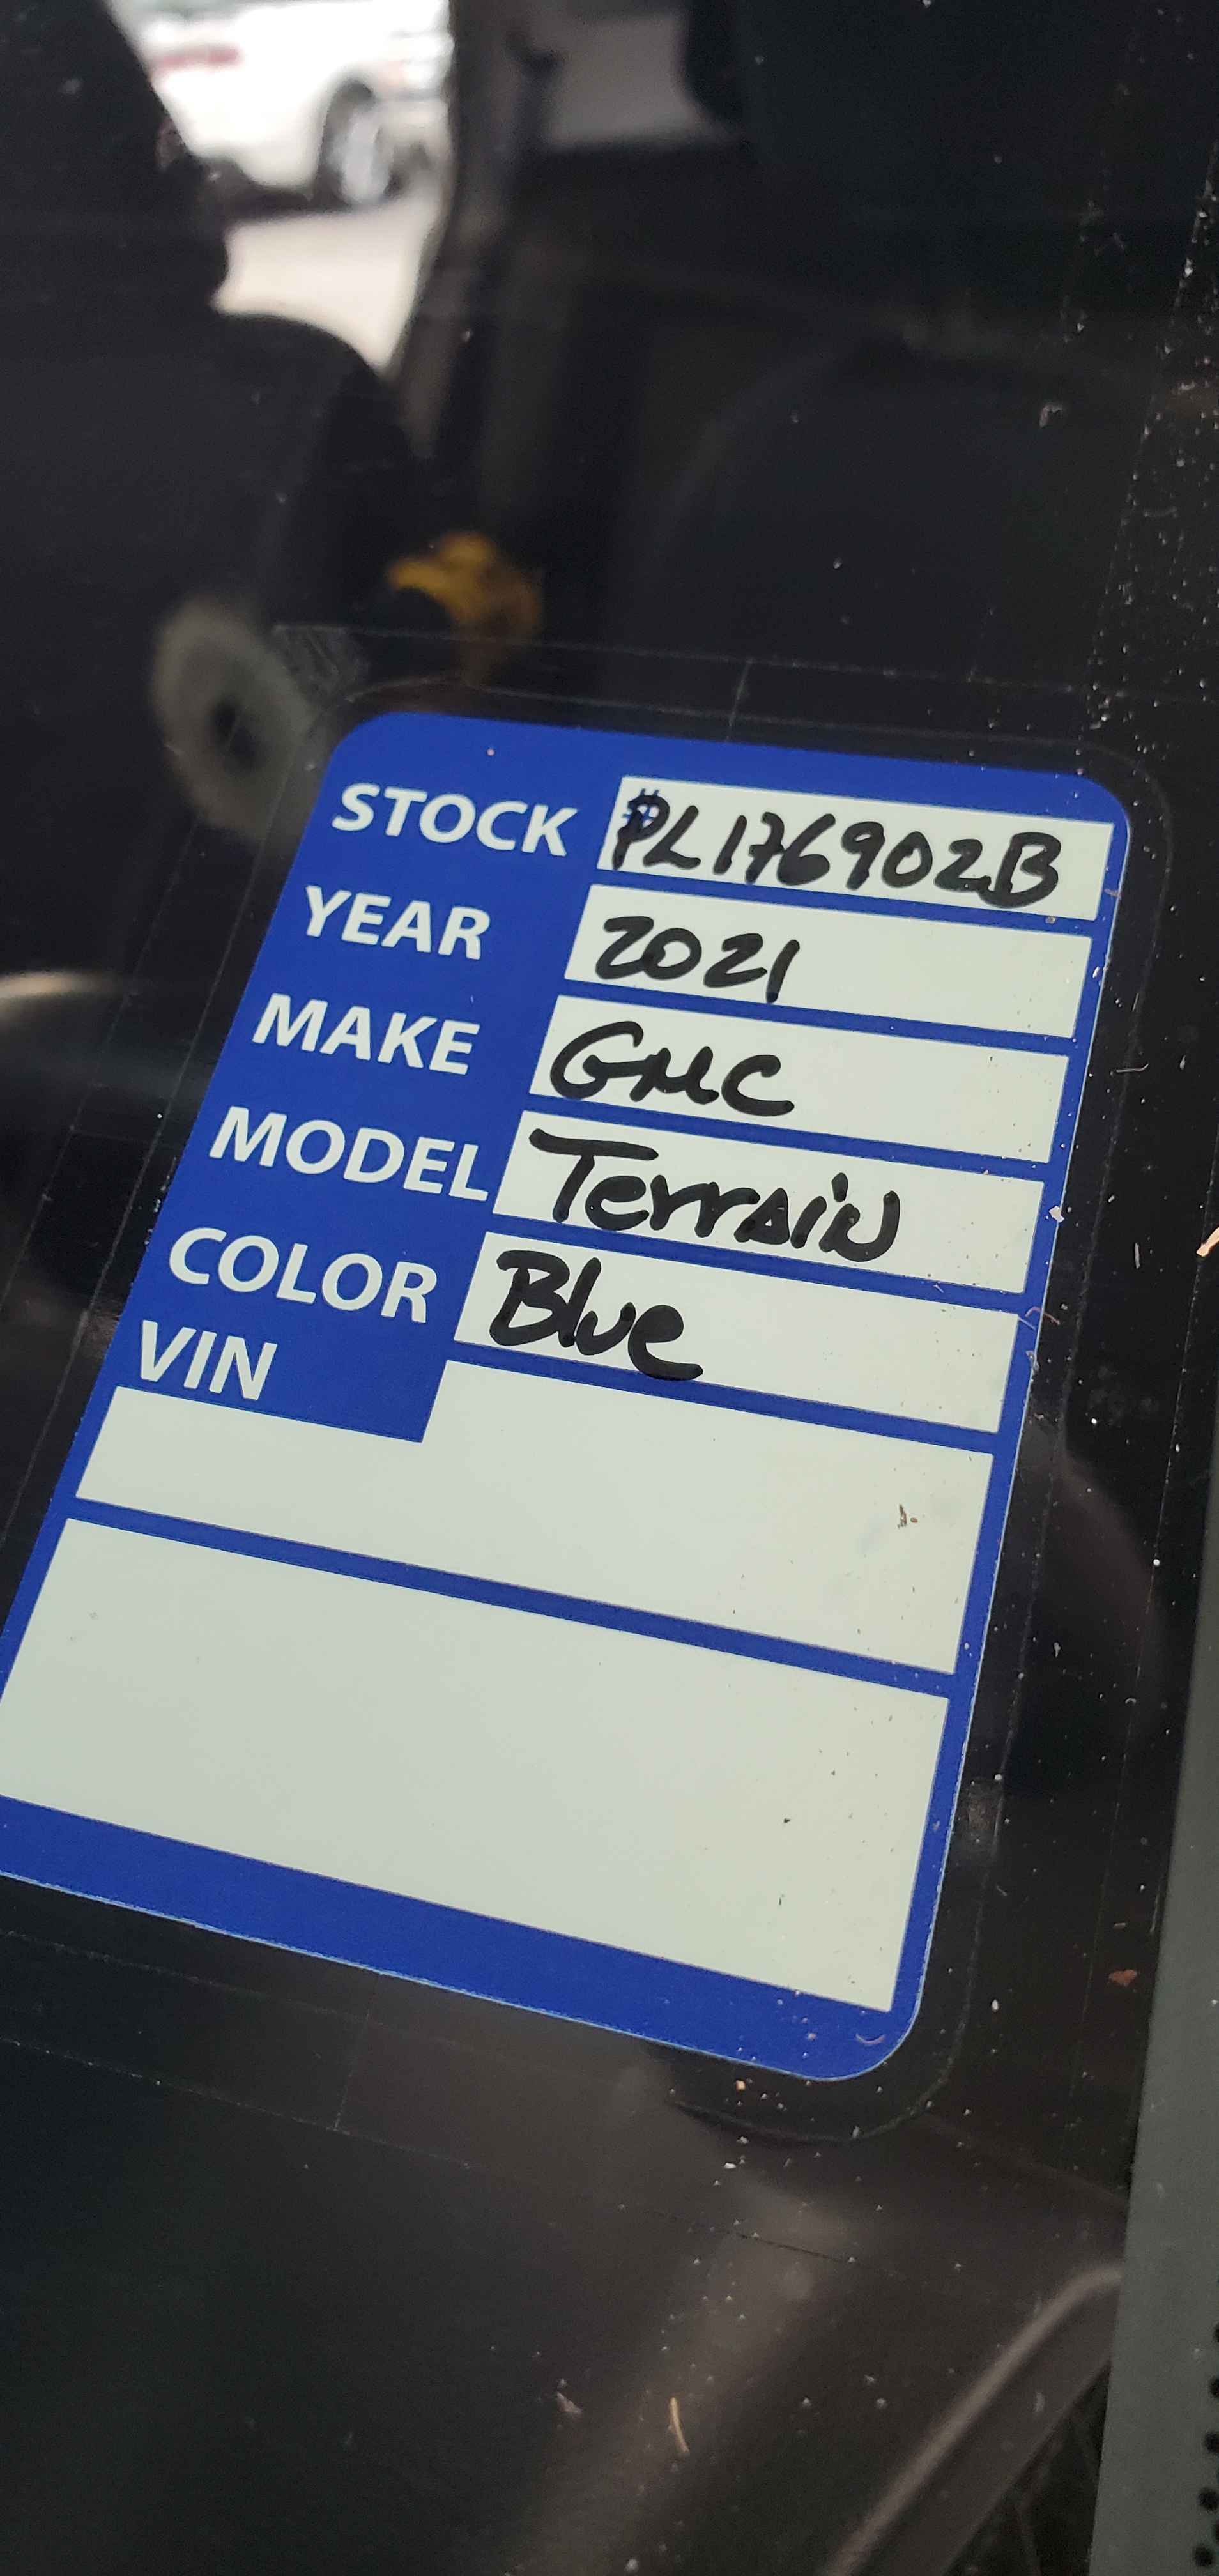 STOCK #PL176902B
YEAR 2021
MAKE GMC
MODEL Terrain
COLOR Blue
VIN